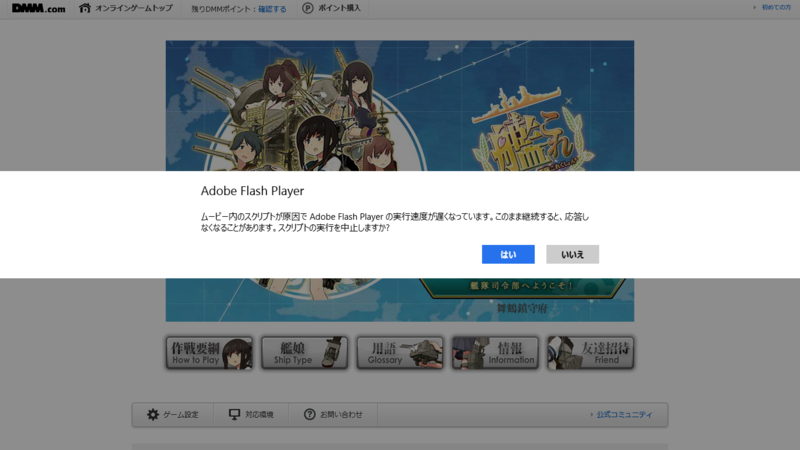 DMM.com オンラインゲームトップ 残りDMMポイント：確認する ポイント購入 初めての方
艦これ
Adobe Flash Player
ムービー内のスクリプトが原因で Adobe Flash Player の実行速度が遅くなっています。このまま継続すると、応答し
なくなることがあります。スクリプトの実行を中止しますか?
はい いいえ
艦隊司令部へようこそ!
舞鶴鎮守府
作戦要綱 艦娘 用語 情報 友達招待
How to Play Ship Type Glossary Information Friend
ゲーム設定 対応環境 お問い合わせ 公式コミュニティ